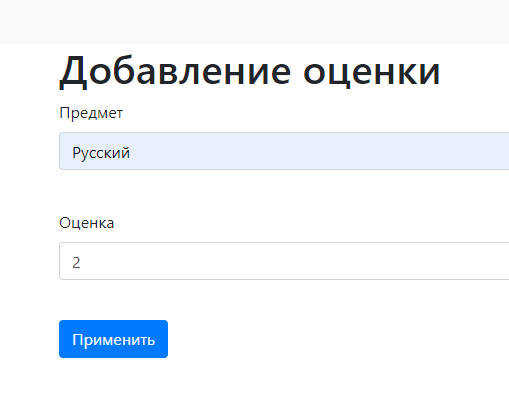 Добавление оценки
Предмет
Русский
Оценка
2
Применить